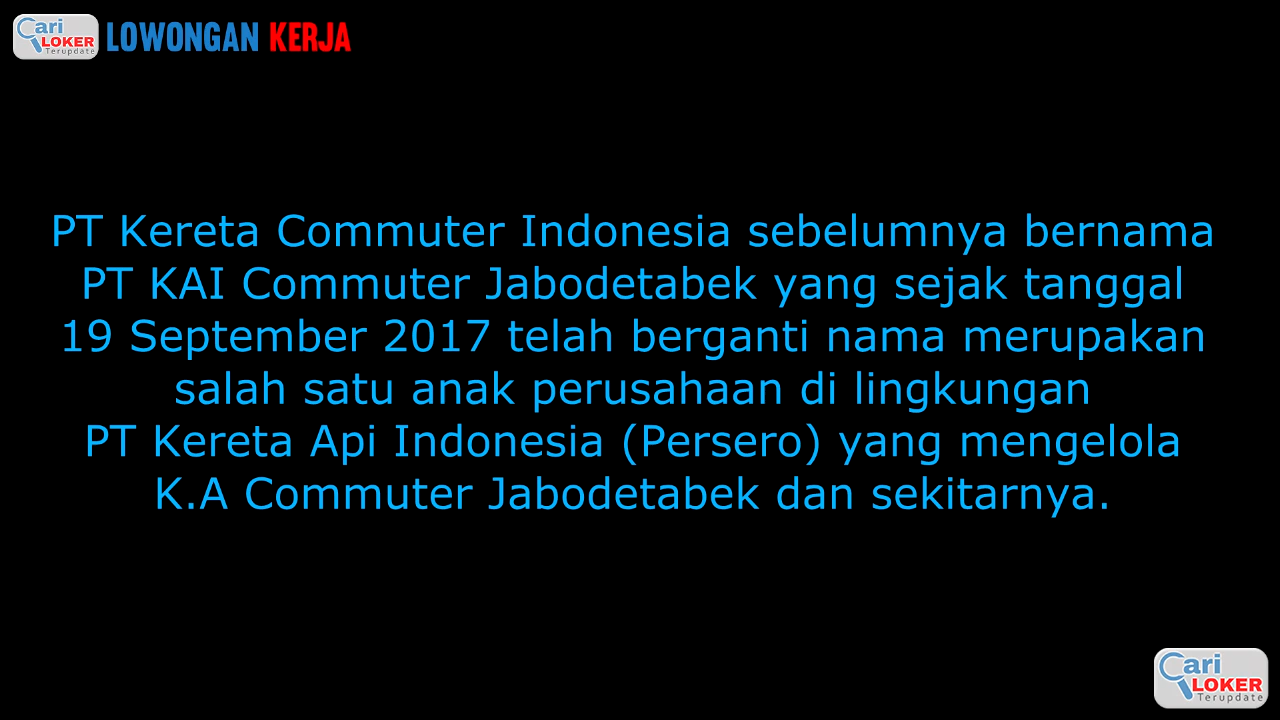 Cari LOKER Terupdate LOWONGAN KERJA
PT Kereta Commuter Indonesia sebelumnya bernama
PT KAI Commuter Jabodetabek yang sejak tanggal
19 September 2017 telah berganti nama merupakan
salah satu anak perusahaan di lingkungan
PT Kereta Api Indonesia (Persero) yang mengelola
K.A Commuter Jabodetabek dan sekitarnya.
Cari
LOKER
Terupdate